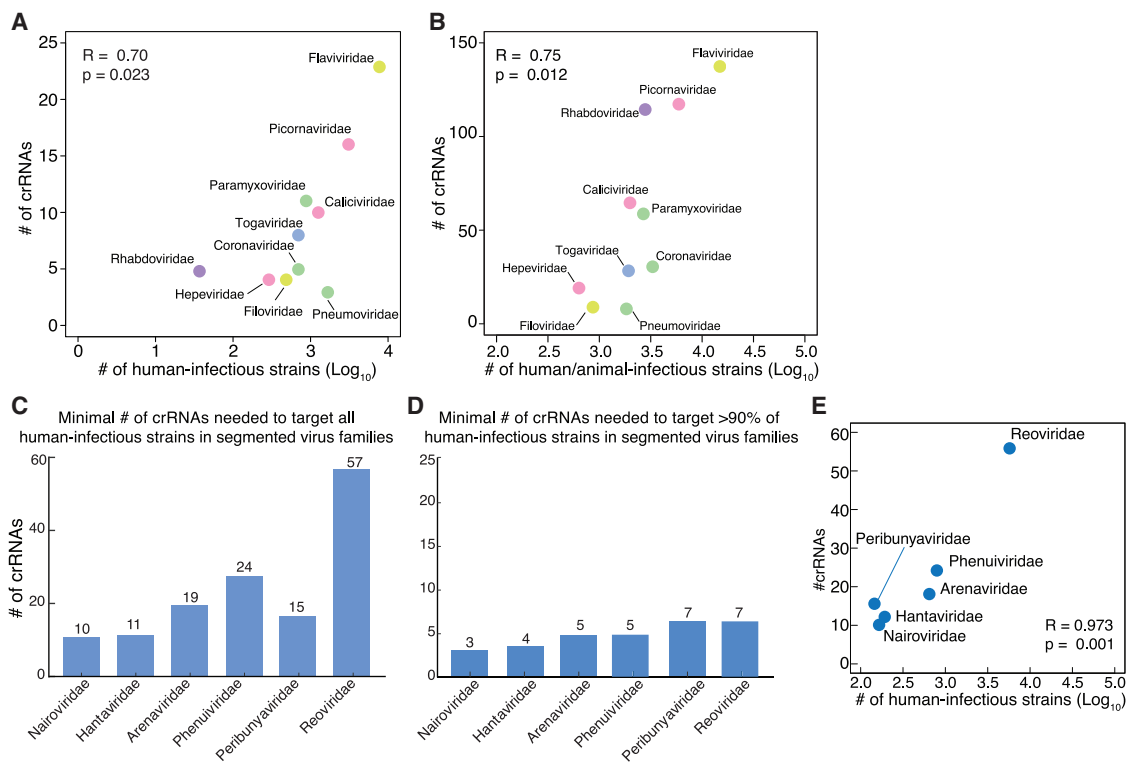 A
25
20
15
10
5
0
# of crRNAs
R = 0.70
p = 0.023
Flaviviridae
Picornaviridae
Paramyxoviridae
Caliciviridae
Togaviridae
Coronaviridae
Rhabdoviridae
Hepeviridae
Filoviridae
Pneumoviridae
0 1 2 3 4
# of human-infectious strains (Log10)
B
150
100
50
0
# of crRNAs
R = 0.75
p = 0.012
Flaviviridae
Picornaviridae
Rhabdoviridae
Caliciviridae
Paramyxoviridae
Togaviridae
Coronaviridae
Hepeviridae
Filoviridae
Pneumoviridae
2.0 2.5 3.0 3.5 4.0 4.5 5.0
# of human/animal-infectious strains (Log10)
C
Minimal # of crRNAs needed to target all
human-infectious strains in segmented virus families
60
40
20
0
# of crRNAs
10 11 19 24 15 57
Nairoviridae
Hantaviridae
Arenaviridae
Phenuiviridae
Peribunyaviridae
Reoviridae
D
Minimal # of crRNAs needed to target >90% of
human-infectious strains in segmented virus families
25
20
15
10
5
0
3 4 5 5 7 7
Nairoviridae
Hantaviridae
Arenaviridae
Phenuiviridae
Peribunyaviridae
Reoviridae
E
60
50
40
30
20
10
0
#crRNAs
Reoviridae
Peribunyaviridae
Phenuiviridae
Arenaviridae
Hantaviridae
Nairoviridae
R = 0.973
p = 0.001
2.0 2.5 3.0 3.5 4.0 4.5 5.0
# of human-infectious strains (Log10)